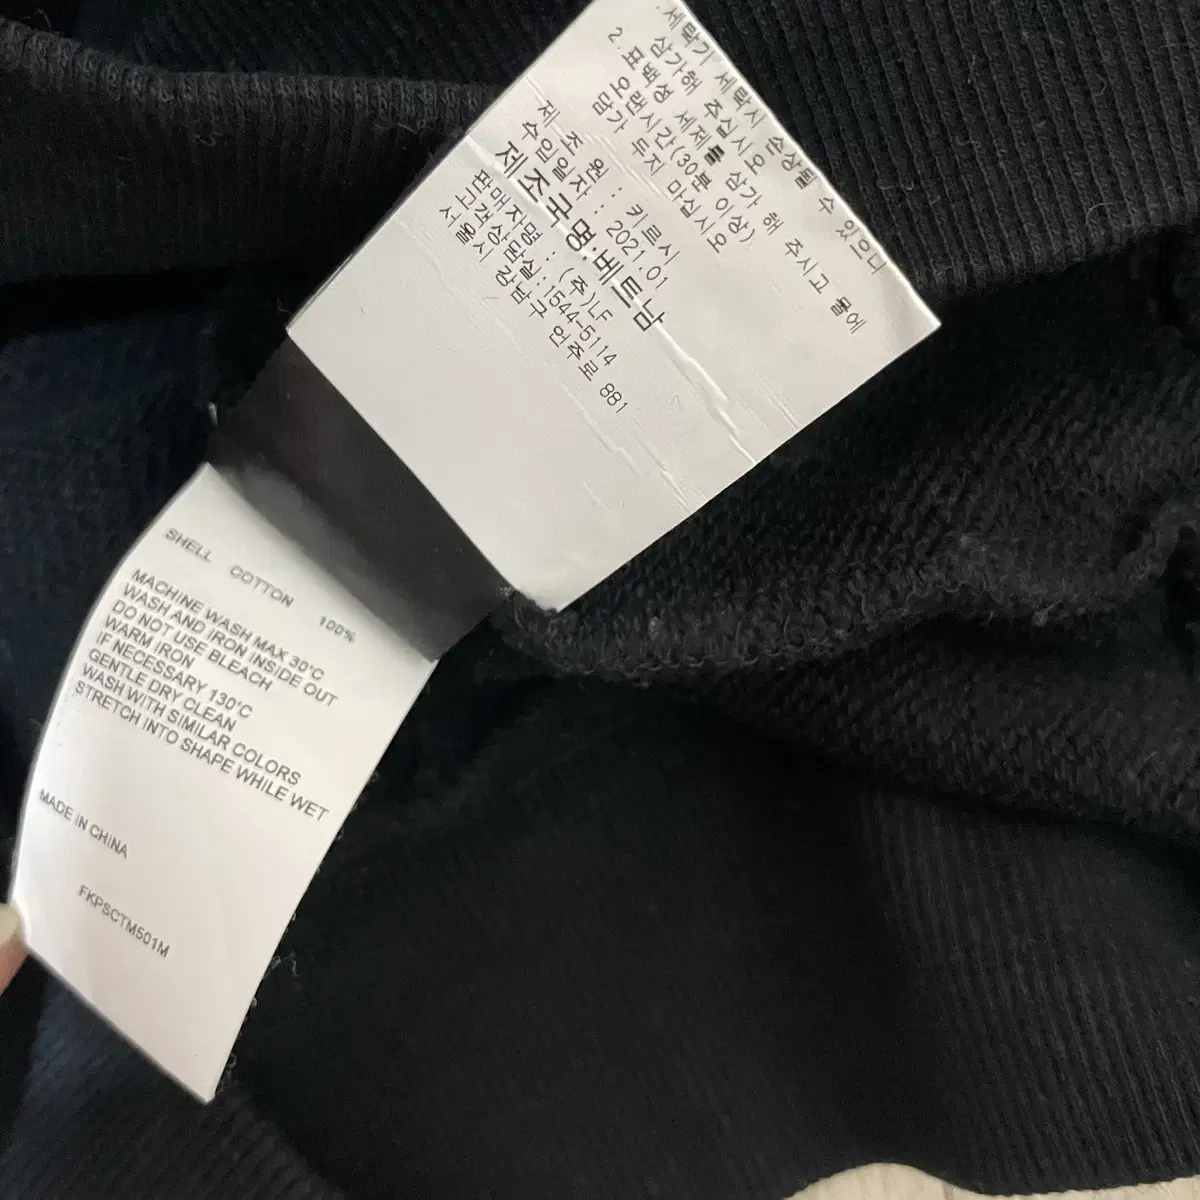 .세탁기 세탁시 손상될 수 있으니
삼가해 주십시오
2.표백성 세제를 삼가 해 주시고 물에
오랜시간(30분 이상)
담가 두지 마십시오
제 조 원 : 키르시
수입일자 : 2021.01
제조국명:베트남
판매자명 : (주)LF
고객상담실:1544-5114
서울시 강남구 언주로 881
SHELL COTTON 100%
MACHINE WASH MAX 30°C
WASH AND IRON INSIDE OUT
DO NOT USE BLEACH
WARM IRON
IF NECESSARY 130°C
GENTLE DRY CLEAN
WASH WITH SIMILAR COLORS
STRETCH INTO SHAPE WHILE WET
MADE IN CHINA
FKPSCTM501M